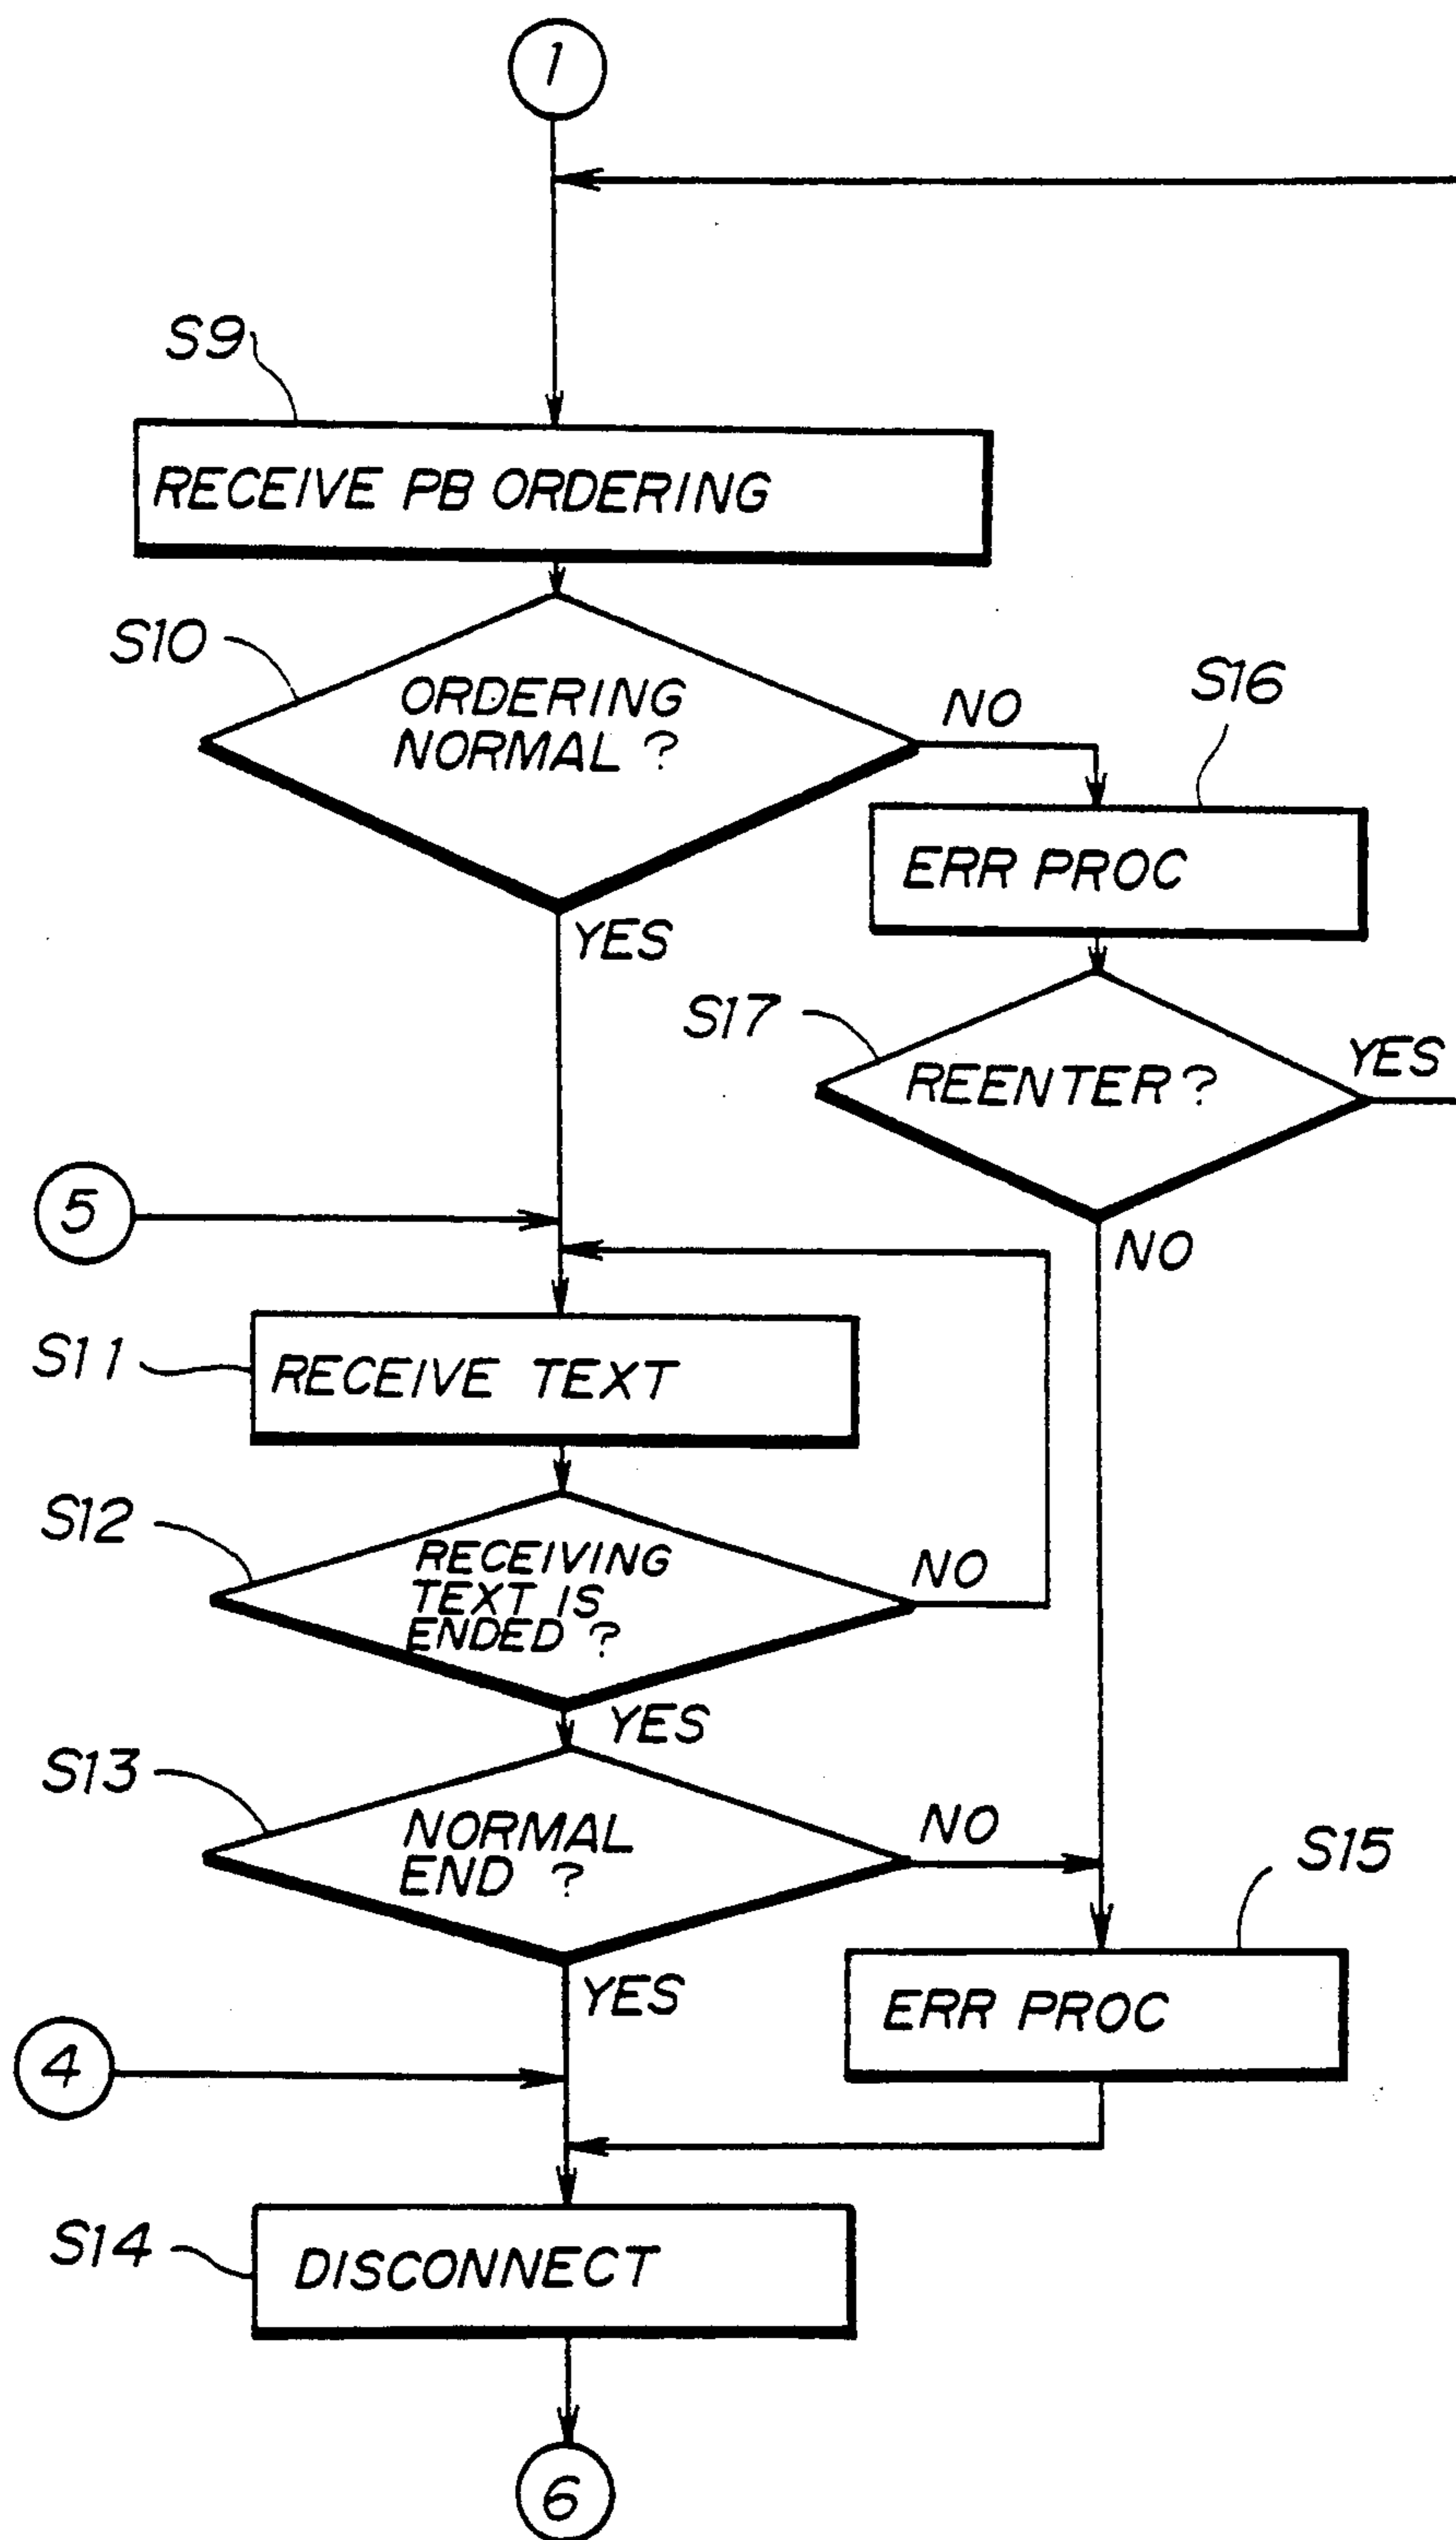 1
S9
RECEIVE PB ORDERING
S10
ORDERING
NORMAL ?
NO
S16
YES
ERR PROC
S17
REENTER ?
YES
5
NO
S11
RECEIVE TEXT
S12
RECEIVING
TEXT IS
ENDED ?
NO
YES
S13
NORMAL
END ?
NO
S15
YES
ERR PROC
4
S14
DISCONNECT
6